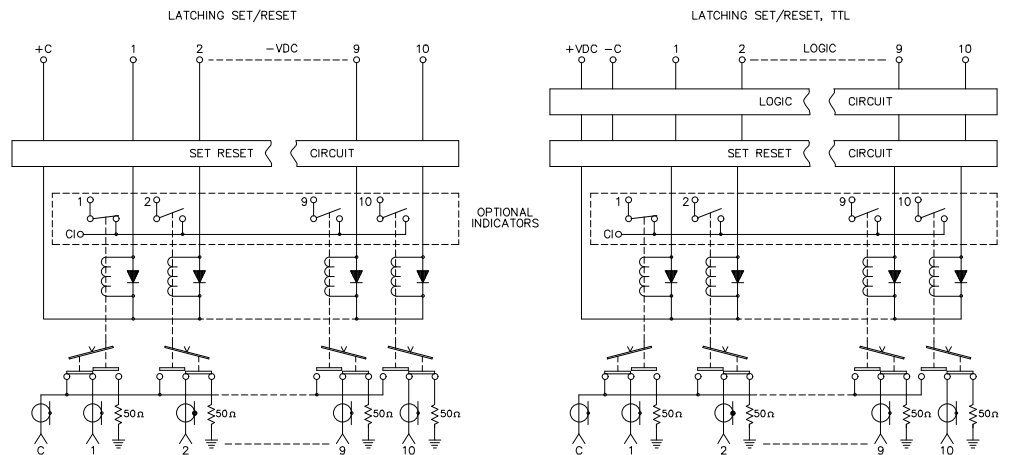 LATCHING SET/RESET
LATCHING SET/RESET, TTL
+C 1 2 -VDC 9 10
+VDC -C 1 2 LOGIC 9 10
LOGIC CIRCUIT
SET RESET CIRCUIT
SET RESET CIRCUIT
1 2 9 10
CI
OPTIONAL
INDICATORS
1 2 9 10
CI
50Ω 50Ω 50Ω 50Ω
50Ω 50Ω 50Ω 50Ω
C 1 2 9 10
C 1 2 9 10